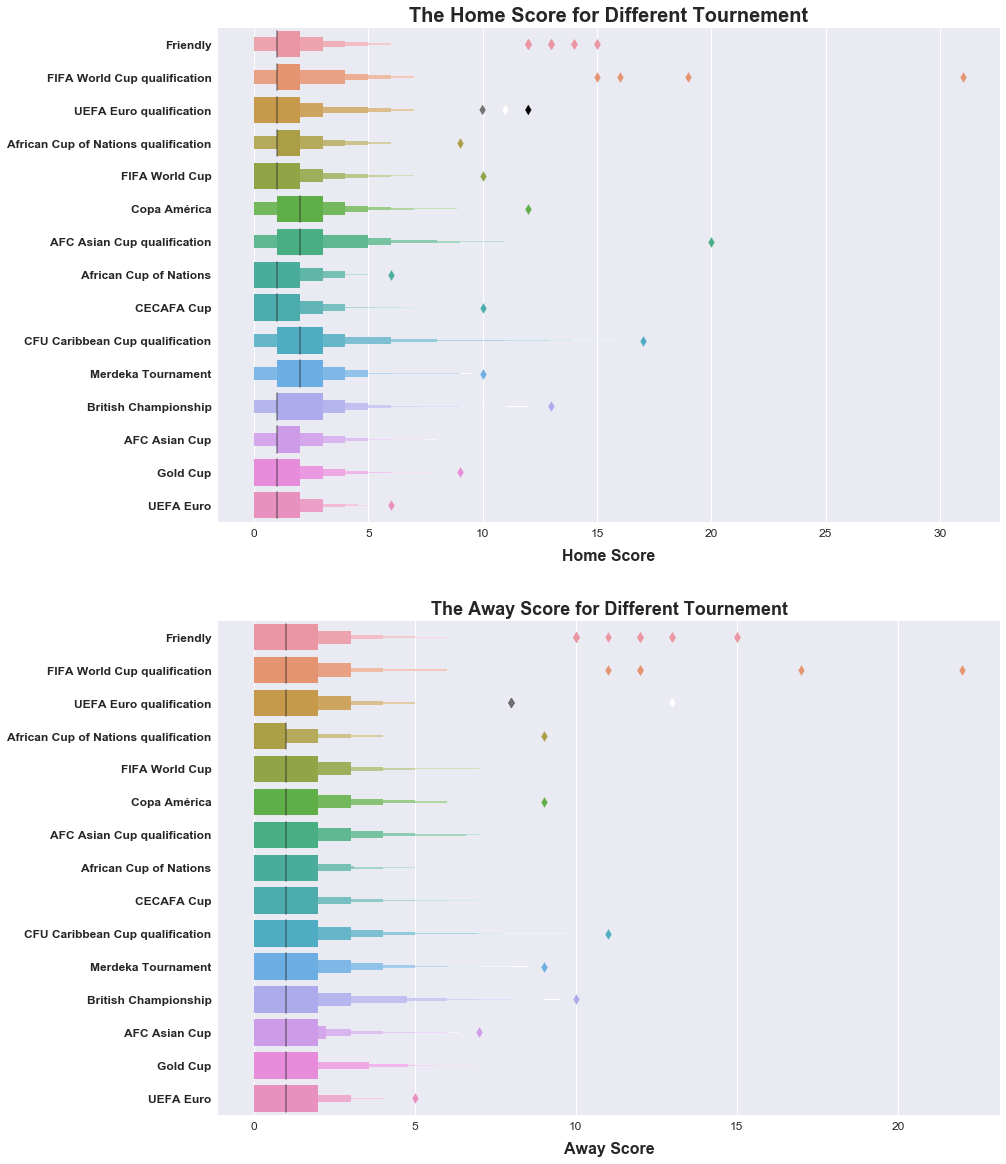 The Home Score for Different Tournement
Friendly
FIFA World Cup qualification
UEFA Euro qualification
African Cup of Nations qualification
FIFA World Cup
Copa América
AFC Asian Cup qualification
African Cup of Nations
CECAFA Cup
CFU Caribbean Cup qualification
Merdeka Tournament
British Championship
AFC Asian Cup
Gold Cup
UEFA Euro
0 5 10 15 20 25 30
Home Score
The Away Score for Different Tournement
Friendly
FIFA World Cup qualification
UEFA Euro qualification
African Cup of Nations qualification
FIFA World Cup
Copa América
AFC Asian Cup qualification
African Cup of Nations
CECAFA Cup
CFU Caribbean Cup qualification
Merdeka Tournament
British Championship
AFC Asian Cup
Gold Cup
UEFA Euro
0 5 10 15 20
Away Score